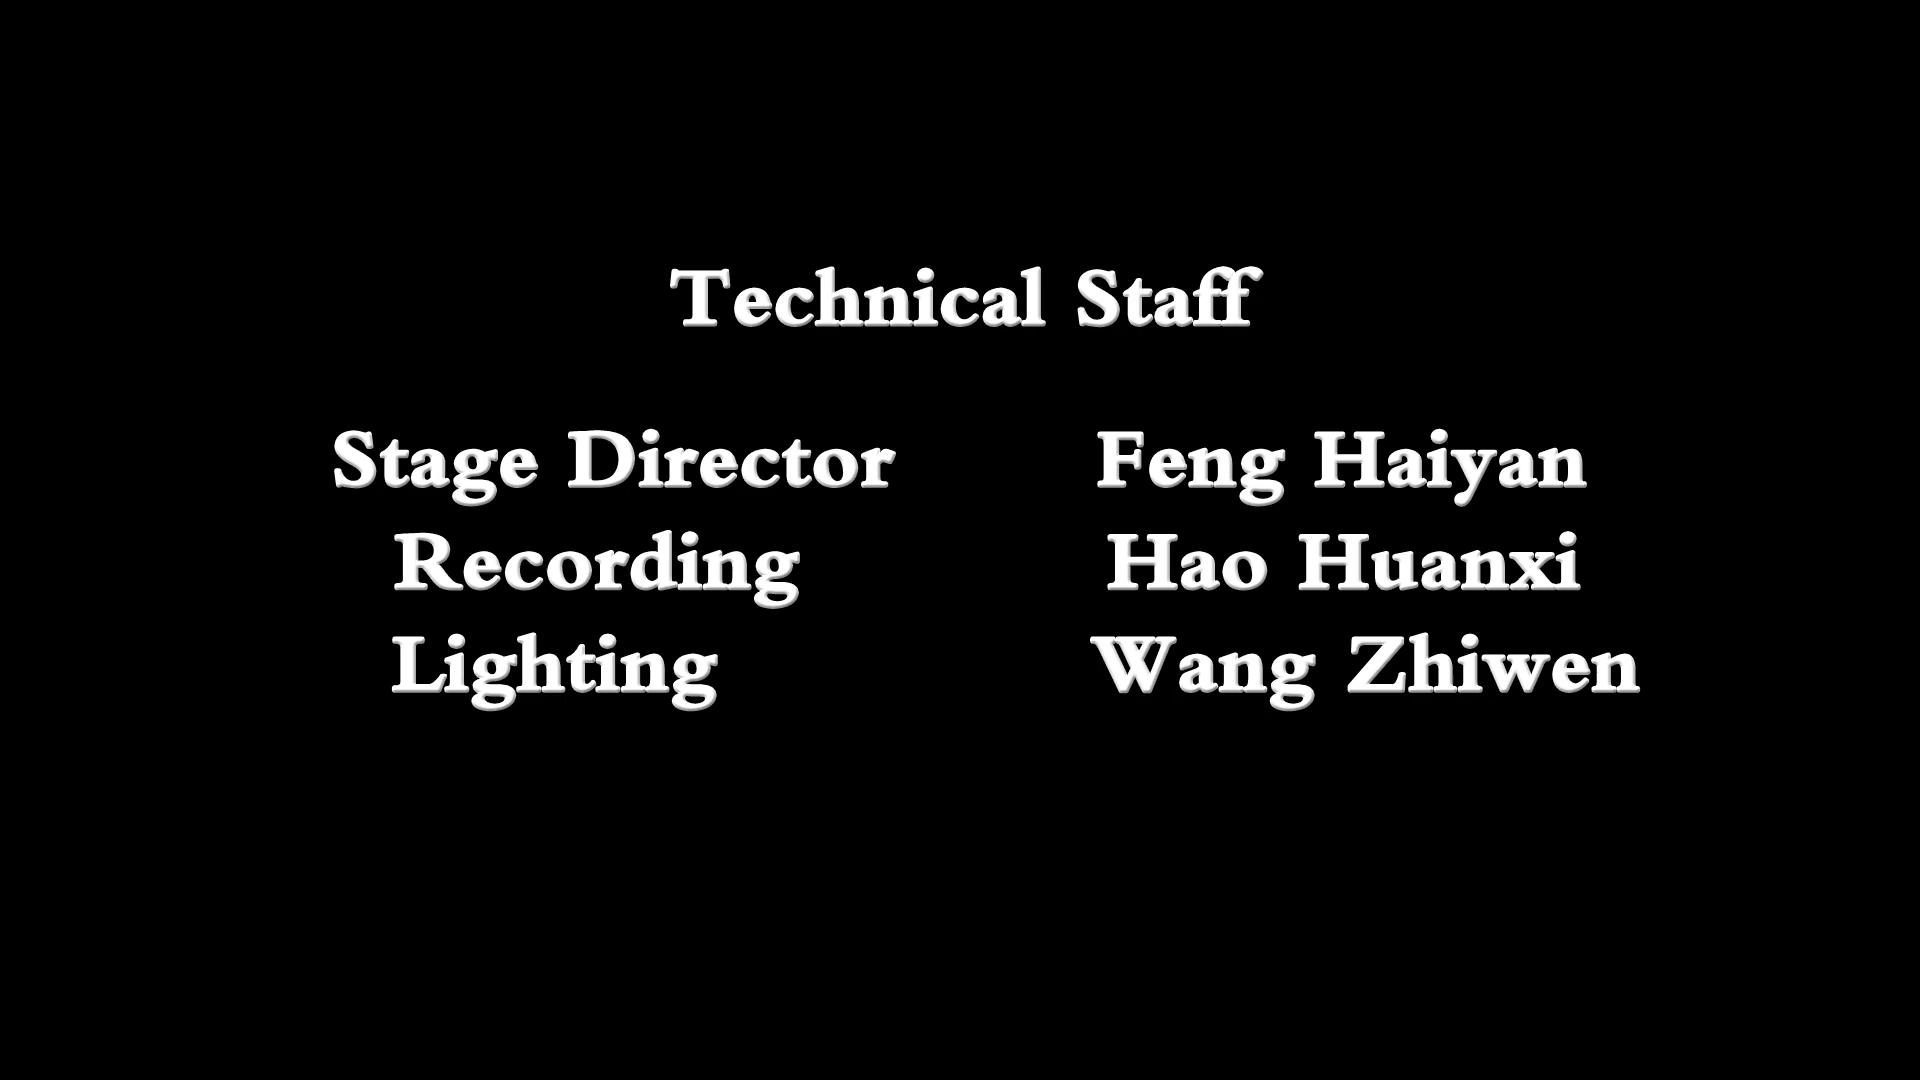 Technical Staff
Stage Director Feng Haiyan
Recording Hao Huanxi
Lighting Wang Zhiwen